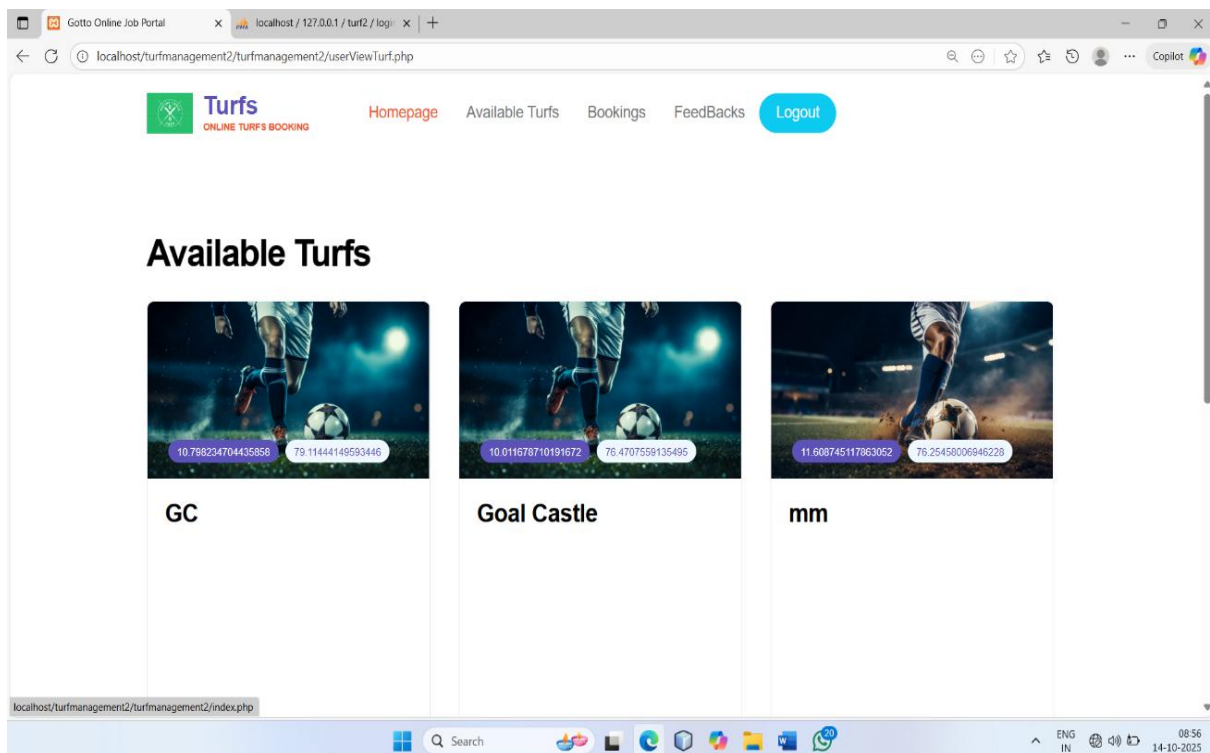 Gotto Online Job Portal
localhost / 127.0.0.1 / turf2 / logi
localhost/turfmanagement2/turfmanagement2/userViewTurf.php
Copilot
Turfs
ONLINE TURFS BOOKING
Homepage Available Turfs Bookings FeedBacks Logout
Available Turfs
10.798234704435858 79.11444149593446
10.011678710191672 76.4707559135495
11.608745117863052 76.25458006946228
GC
Goal Castle
mm
localhost/turfmanagement2/turfmanagement2/index.php
Search
20
ENG
IN
08:56
14-10-2025